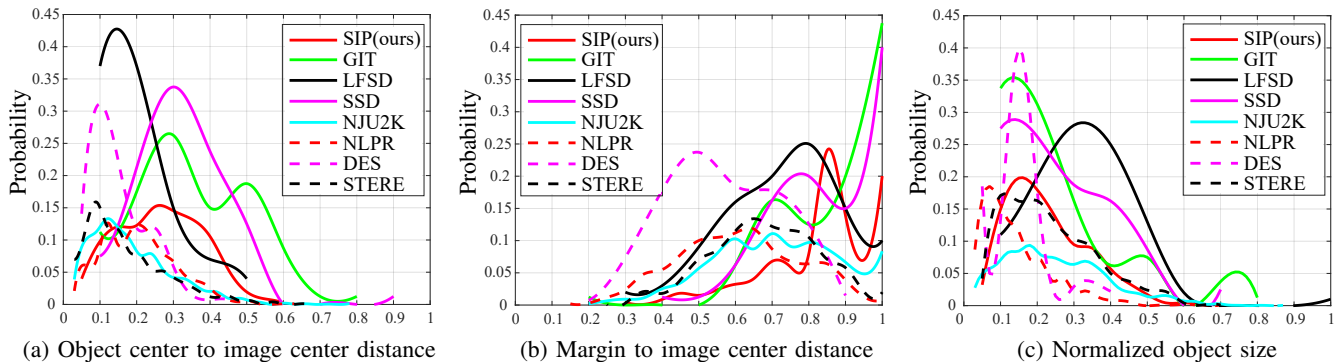 0.45
0.4
0.35
0.3
0.25
0.2
0.15
0.1
0.05
0
Probability
SIP(ours)
GIT
LFSD
SSD
NJU2K
NLPR
DES
STERE
0 0.1 0.2 0.3 0.4 0.5 0.6 0.7 0.8 0.9 1
(a) Object center to image center distance
0.45
0.4
0.35
0.3
0.25
0.2
0.15
0.1
0.05
0
Probability
SIP(ours)
GIT
LFSD
SSD
NJU2K
NLPR
DES
STERE
0 0.1 0.2 0.3 0.4 0.5 0.6 0.7 0.8 0.9 1
(b) Margin to image center distance
0.45
0.4
0.35
0.3
0.25
0.2
0.15
0.1
0.05
0
Probability
SIP(ours)
GIT
LFSD
SSD
NJU2K
NLPR
DES
STERE
0 0.1 0.2 0.3 0.4 0.5 0.6 0.7 0.8 0.9 1
(c) Normalized object size